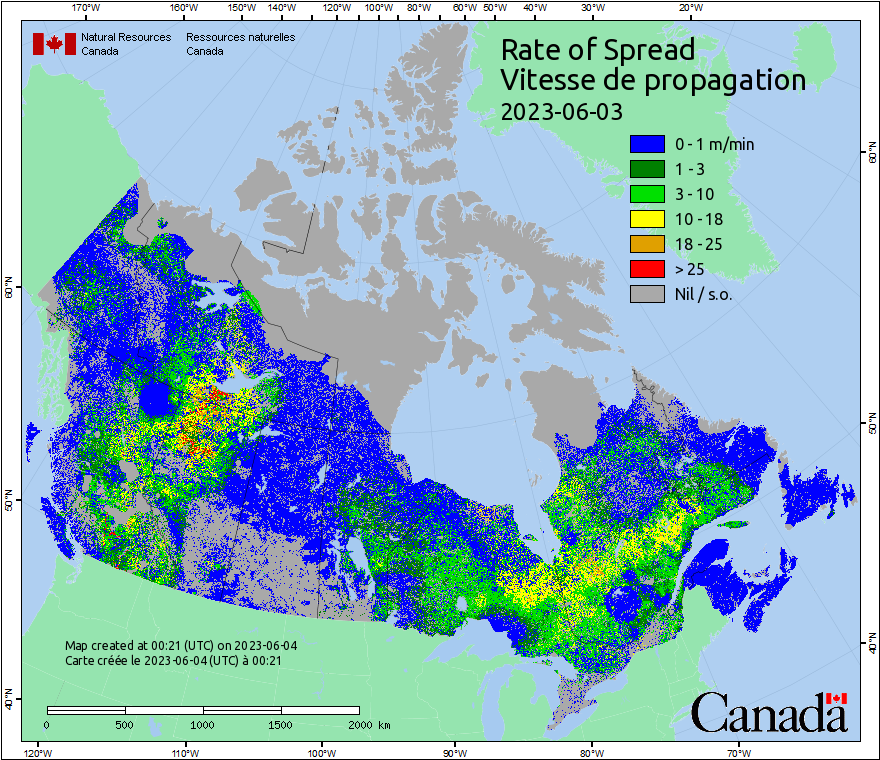 170°W 160°W 150°W 140°W 130°W 120°W 110°W 100°W 90°W 80°W 70°W 60°W 50°W 40°W 30°W 20°W
Natural Resources Ressources naturelles
Canada Canada
Rate of Spread
Vitesse de propagation
2023-06-03
0 - 1 m/min
1 - 3
3 - 10
10 - 18
18 - 25
> 25
Nil / s.o.
60°N
60°N
50°N
50°N
40°N
40°N
Map created at 00:21 (UTC) on 2023-06-04
Carte créée le 2023-06-04 (UTC) à 00:21
0 500 1000 1500 2000 km
Canada
120°W 110°W 100°W 90°W 80°W 70°W